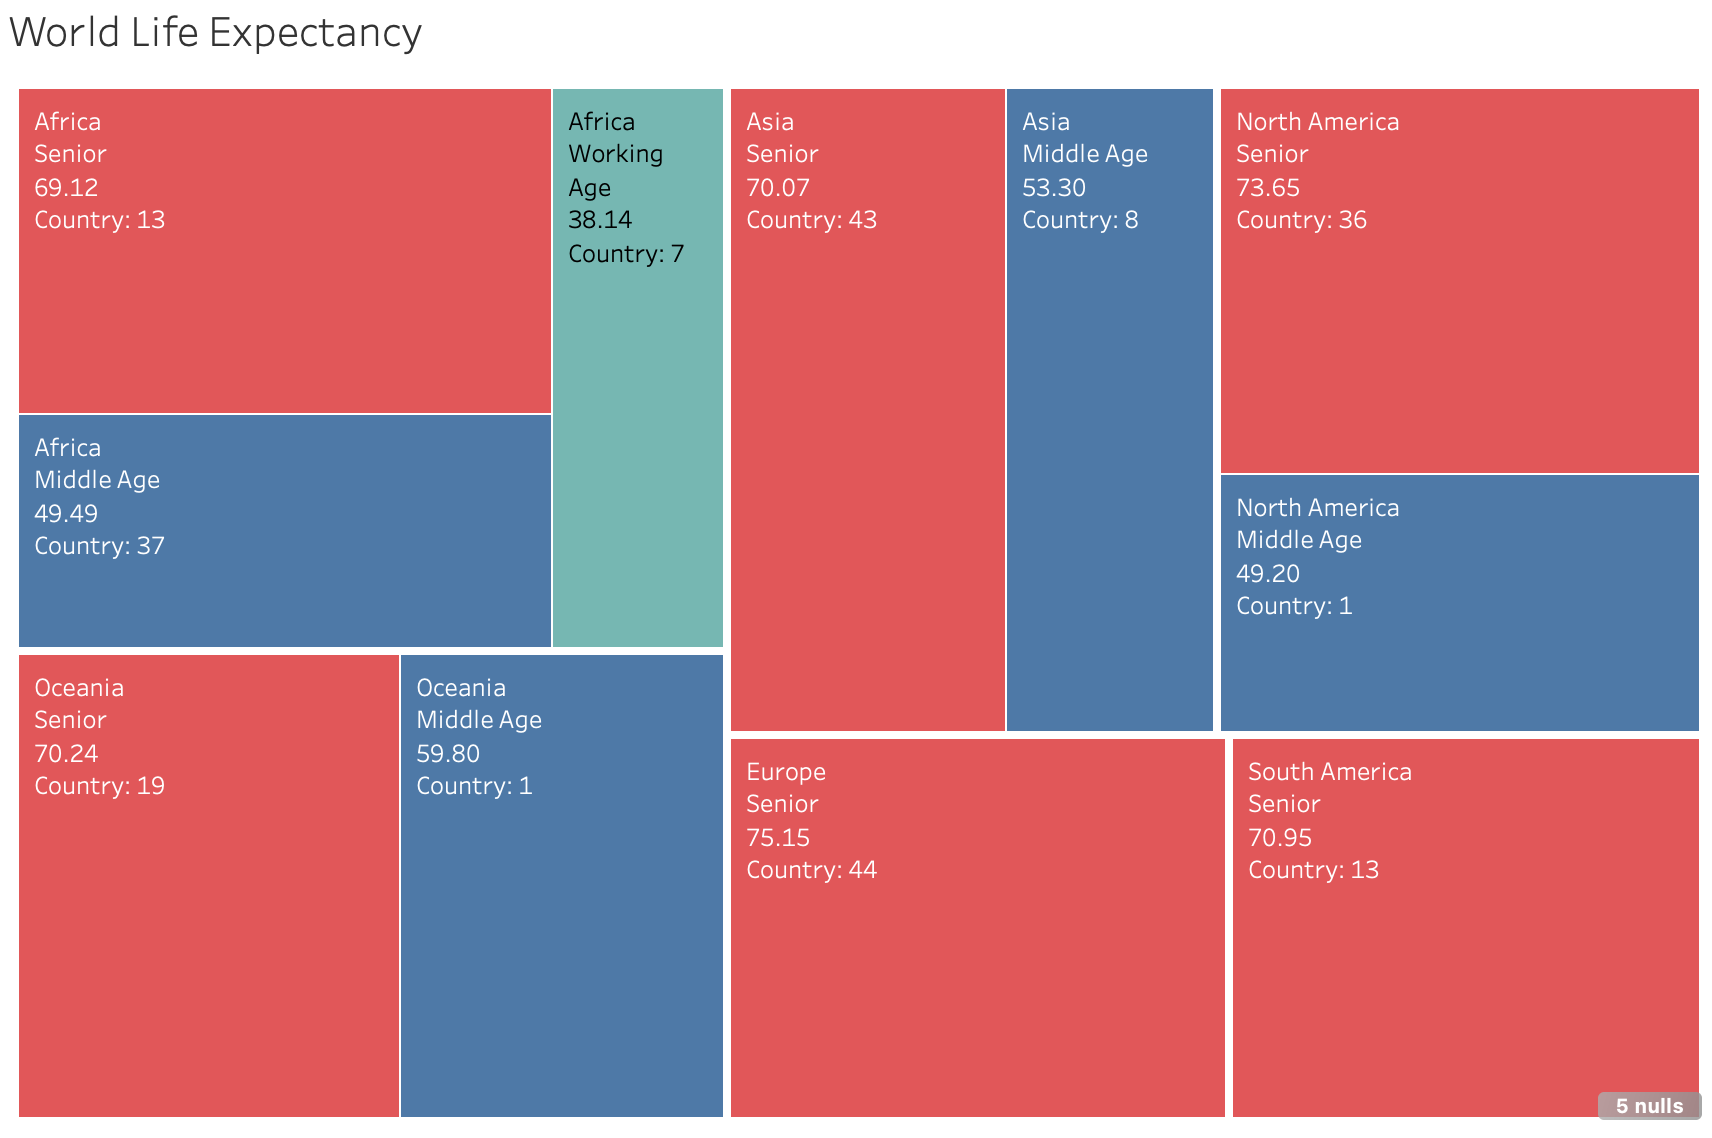 World Life Expectancy
Africa
Senior
69.12
Country: 13
Africa
Working
Age
38.14
Country: 7
Asia
Senior
70.07
Country: 43
Asia
Middle Age
53.30
Country: 8
North America
Senior
73.65
Country: 36
Africa
Middle Age
49.49
Country: 37
North America
Middle Age
49.20
Country: 1
Oceania
Senior
70.24
Country: 19
Oceania
Middle Age
59.80
Country: 1
Europe
Senior
75.15
Country: 44
South America
Senior
70.95
Country: 13
5 nulls